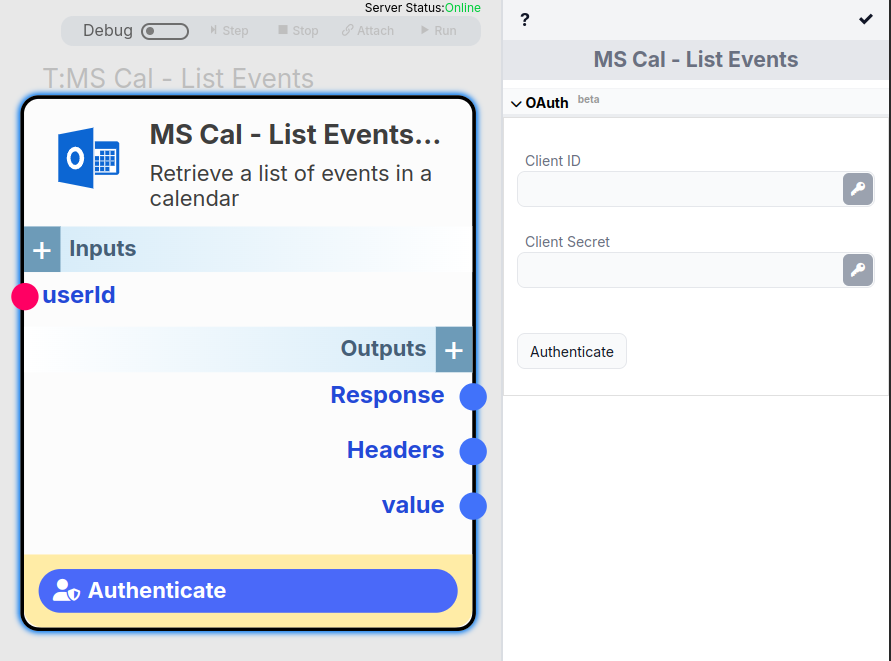 Server Status:Online
Debug
Step
Stop
Attach
Run
T:MS Cal - List Events
MS Cal - List Events...
Retrieve a list of events in a
calendar
+ Inputs
userId
Outputs +
Response
Headers
value
Authenticate
?
MS Cal - List Events
OAuth beta
Client ID
Client Secret
Authenticate